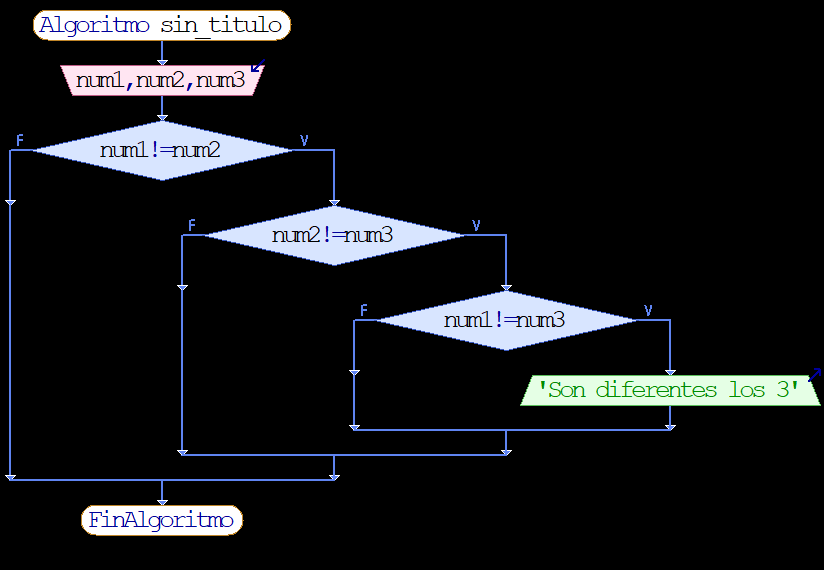 Algoritmo sin_titulo
num1,num2,num3
F
V
num1!=num2
F
V
num2!=num3
F
V
num1!=num3
'Son diferentes los 3'
FinAlgoritmo